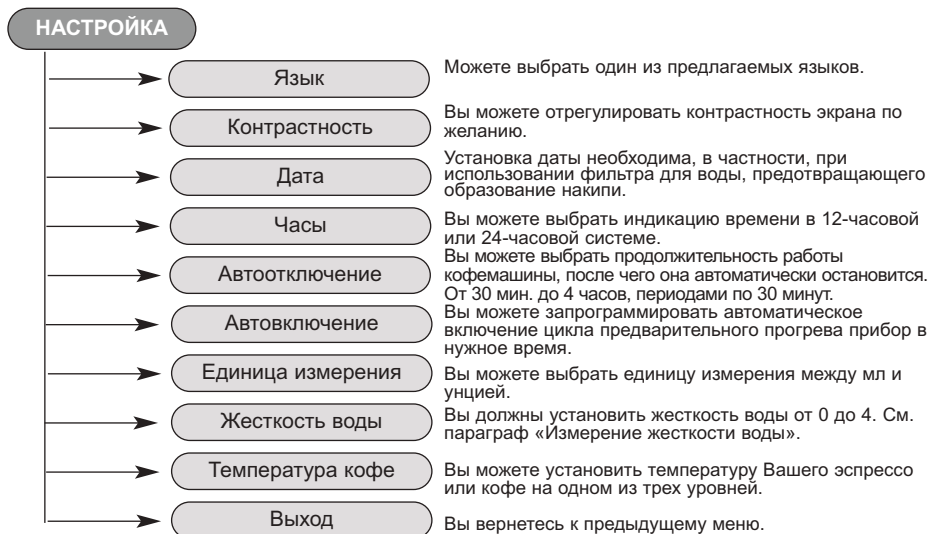 НАСТРОЙКА
Язык
Можете выбрать один из предлагаемых языков.
Контрастность
Вы можете отрегулировать контрастность экрана по
желанию.
Дата
Установка даты необходима, в частности, при
использовании фильтра для воды, предотвращающего
образование накипи.
Часы
Вы можете выбрать индикацию времени в 12-часовой
или 24-часовой системе.
Автоотключение
Вы можете выбрать продолжительность работы
кофемашины, после чего она автоматически остановится.
От 30 мин. до 4 часов, периодами по 30 минут.
Автовключение
Вы можете запрограммировать автоматическое
включение цикла предварительного прогрева прибор в
нужное время.
Единица измерения
Вы можете выбрать единицу измерения между мл и
унцией.
Жесткость воды
Вы должны установить жесткость воды от 0 до 4. См.
параграф «Измерение жесткости воды».
Температура кофе
Вы можете установить температуру Вашего эспрессо
или кофе на одном из трех уровней.
Выход
Вы вернетесь к предыдущему меню.